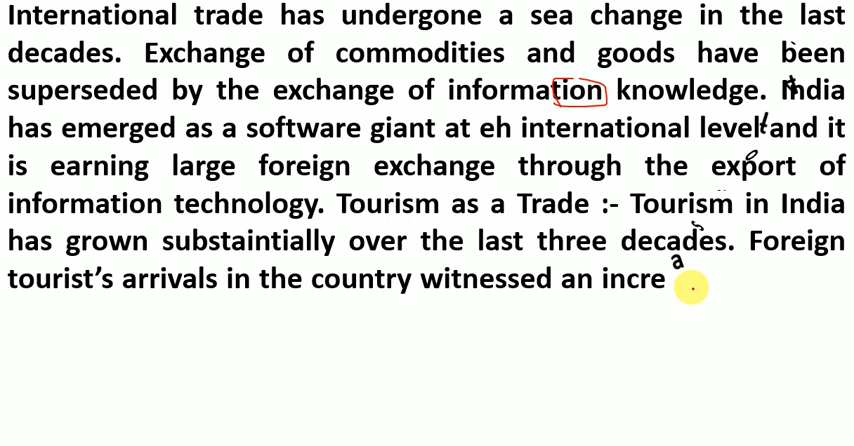 International trade has undergone a sea change in the last
decades. Exchange of commodities and goods have been
superseded by the exchange of information knowledge. India
has emerged as a software giant at eh international level and it
is earning large foreign exchange through the export of
information technology. Tourism as a Trade :- Tourism in India
has grown substaintially over the last three decades. Foreign
tourist's arrivals in the country witnessed an incre a